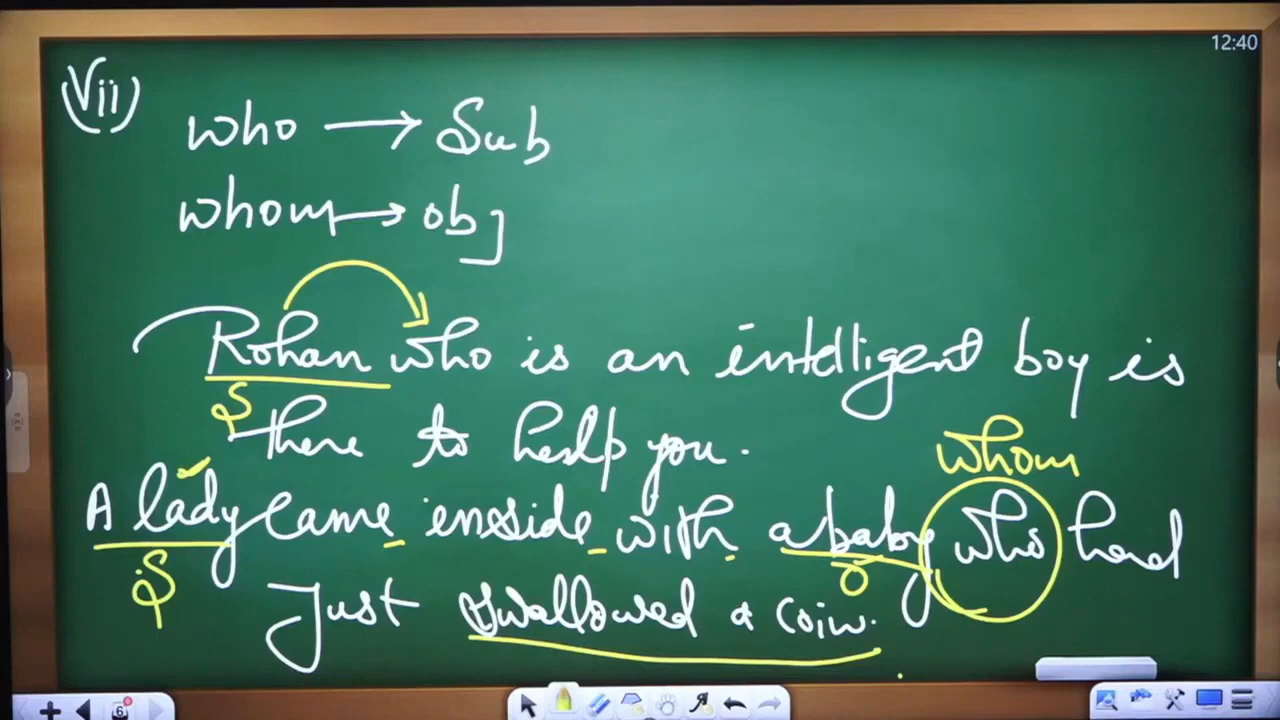 12:40
(Vii)
who → Sub
whom → obj
Rohan who is an intelligent boy is
S
there to help you.
whom
A lady came inside with a baby who had
S O
Just swallowed a coin.
6